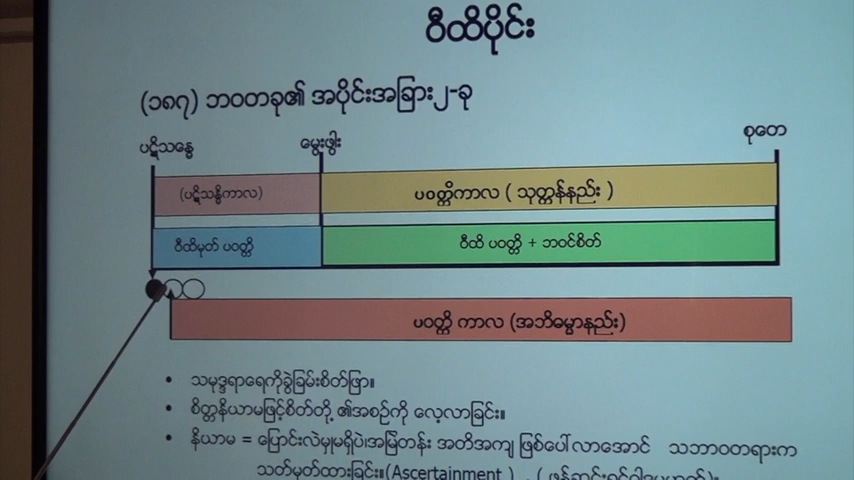 ဝီထိပိုင်း
(၁၈၇) ဘဝတခု၏ အပိုင်းအခြား၂-ခု
ပဋိသန္ဓေ မွေးဖွါး စုတေ
(ပဋိသန္ဓိကာလ) ပဝတ္တိကာလ ( သုတ္တန်နည်း )
ဝီထိမုတ် ပဝတ္တိ ဝီထိ ပဝတ္တိ + ဘဝင်စိတ်
ပဝတ္တိ ကာလ (အဘိဓမ္မာနည်း)
• သမုဒ္ဒရာရေကိုခွဲခြမ်းစိတ်ဖြာ။
• စိတ္တနိယာမဖြင့်စိတ်တို့ ၏အစဉ်ကို လေ့လာခြင်း။
• နိယာမ = ပြောင်းလဲမှုမရှိပဲ၊အမြဲတန်း အတိအကျ ဖြစ်ပေါ်လာအောင် သဘာဝတရားက
သတ်မှတ်ထားခြင်း။(Ascertainment )